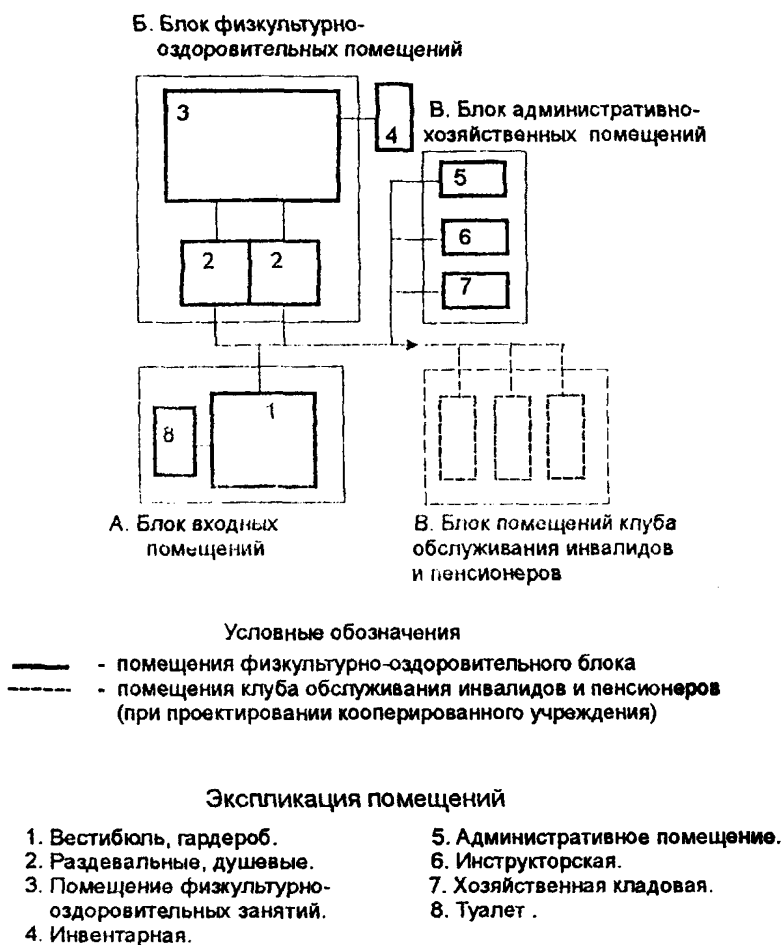 Б. Блок физкультурно-
оздоровительных помещений
3
4
В. Блок административно-
хозяйственных помещений
5
6
7
2 2
1
8
А. Блок входных
помещений
В. Блок помещений клуба
обслуживания инвалидов
и пенсионеров
Условные обозначения
- помещения физкультурно-оздоровительного блока
- помещения клуба обслуживания инвалидов и пенсионеров
(при проектировании кооперированного учреждения)
Экспликация помещений
1. Вестибюль, гардероб.
2. Раздевальные, душевые.
3. Помещение физкультурно-
оздоровительных занятий.
4. Инвентарная.
5. Административное помещение.
6. Инструкторская.
7. Хозяйственная кладовая.
8. Туалет .